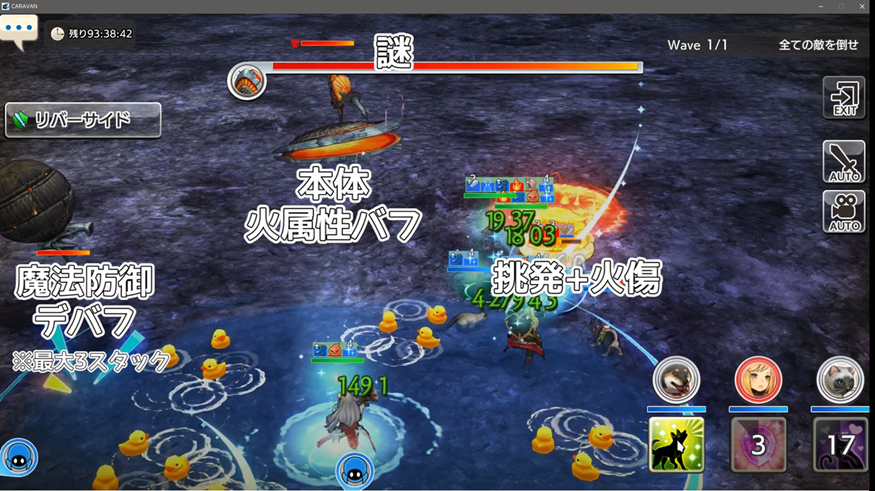 CARAVAN
残り93:38:42
謎
Wave 1/1 全ての敵を倒せ
EXIT
リバーサイド
AUTO
本体
火属性バフ
AUTO
魔法防御
デバフ
※最大3スタック
挑発+火傷
1491
3
17